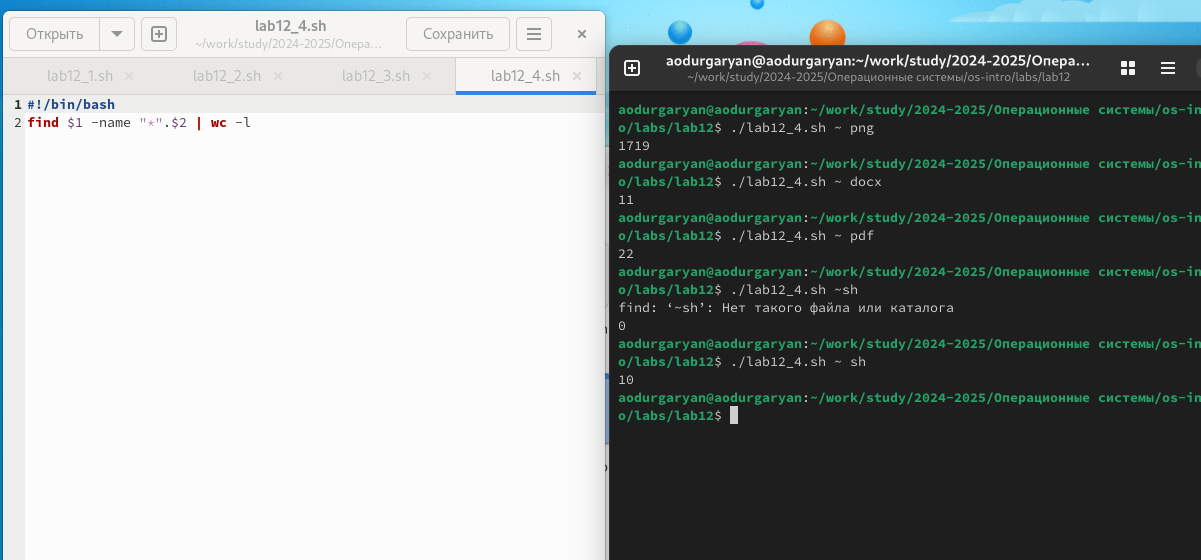 Открыть
lab12_4.sh
~/work/study/2024-2025/Опера…
Сохранить
lab12_1.sh
lab12_2.sh
lab12_3.sh
lab12_4.sh
1 #!/bin/bash
2 find $1 -name "*".$2 | wc -l
aodurgaryan@aodurgaryan:~/work/study/2024-2025/Опера…
~/work/study/2024-2025/Операционные системы/os-intro/labs/lab12
aodurgaryan@aodurgaryan:~/work/study/2024-2025/Операционные системы/os-in
o/labs/lab12$ ./lab12_4.sh ~ png
1719
aodurgaryan@aodurgaryan:~/work/study/2024-2025/Операционные системы/os-in
o/labs/lab12$ ./lab12_4.sh ~ docx
11
aodurgaryan@aodurgaryan:~/work/study/2024-2025/Операционные системы/os-in
o/labs/lab12$ ./lab12_4.sh ~ pdf
22
aodurgaryan@aodurgaryan:~/work/study/2024-2025/Операционные системы/os-in
o/labs/lab12$ ./lab12_4.sh ~sh
find: ‘~sh’: Нет такого файла или каталога
0
aodurgaryan@aodurgaryan:~/work/study/2024-2025/Операционные системы/os-in
o/labs/lab12$ ./lab12_4.sh ~ sh
10
aodurgaryan@aodurgaryan:~/work/study/2024-2025/Операционные системы/os-in
o/labs/lab12$